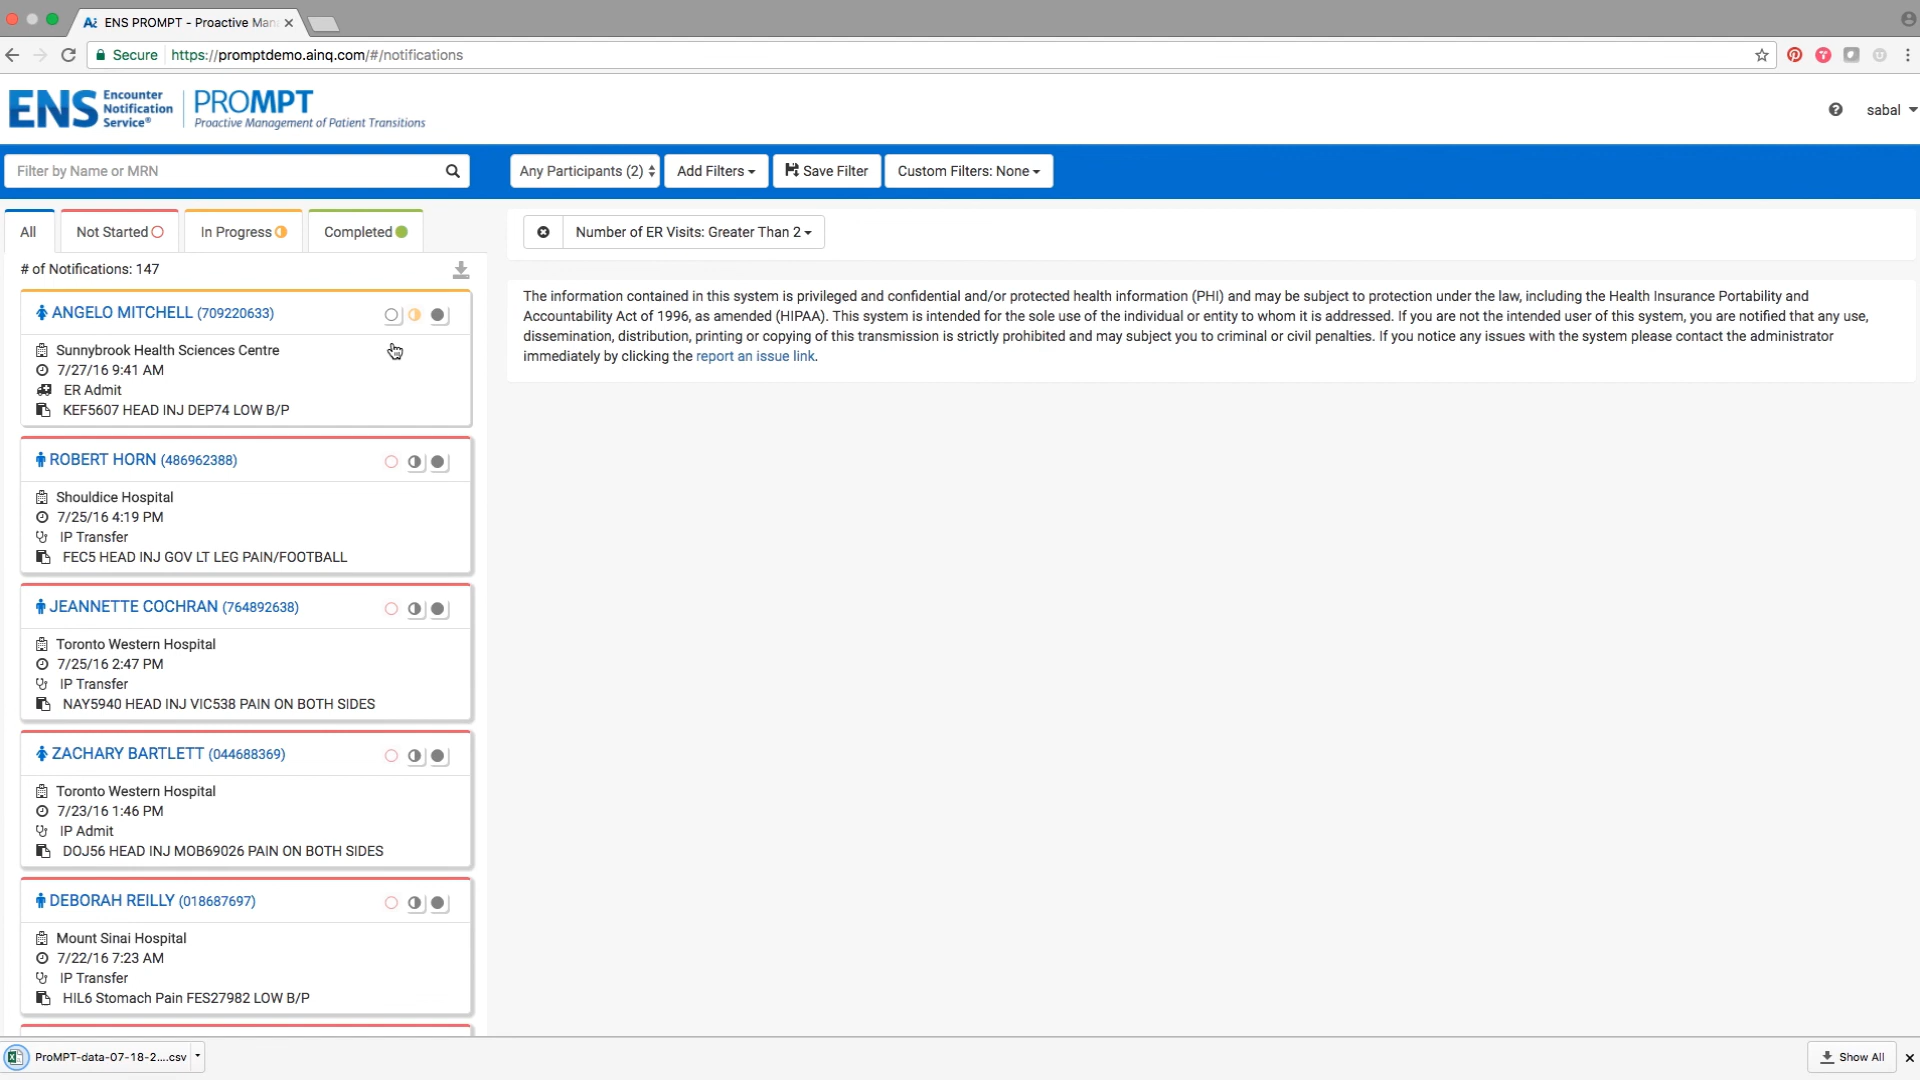 ENS PROMPT - Proactive Man
Secure https://promptdemo.ainq.com/#/notifications
ENS Encounter Notification Service® PROMPT
Proactive Management of Patient Transitions
sabal
Filter by Name or MRN
Any Participants (2) Add Filters Save Filter Custom Filters: None
All Not Started In Progress Completed
# of Notifications: 147
ANGELO MITCHELL (709220633)
Sunnybrook Health Sciences Centre
7/27/16 9:41 AM
ER Admit
KEF5607 HEAD INJ DEP74 LOW B/P
ROBERT HORN (486962388)
Shouldice Hospital
7/25/16 4:19 PM
IP Transfer
FEC5 HEAD INJ GOV LT LEG PAIN/FOOTBALL
JEANNETTE COCHRAN (764892638)
Toronto Western Hospital
7/25/16 2:47 PM
IP Transfer
NAY5940 HEAD INJ VIC538 PAIN ON BOTH SIDES
ZACHARY BARTLETT (044688369)
Toronto Western Hospital
7/23/16 1:46 PM
IP Admit
DOJ56 HEAD INJ MOB69026 PAIN ON BOTH SIDES
DEBORAH REILLY (018687697)
Mount Sinai Hospital
7/22/16 7:23 AM
IP Transfer
HIL6 Stomach Pain FES27982 LOW B/P
Number of ER Visits: Greater Than 2
The information contained in this system is privileged and confidential and/or protected health information (PHI) and may be subject to protection under the law, including the Health Insurance Portability and
Accountability Act of 1996, as amended (HIPAA). This system is intended for the sole use of the individual or entity to whom it is addressed. If you are not the intended user of this system, you are notified that any use,
dissemination, distribution, printing or copying of this transmission is strictly prohibited and may subject you to criminal or civil penalties. If you notice any issues with the system please contact the administrator
immediately by clicking the report an issue link.
ProMPT-data-07-18-2....csv
Show All